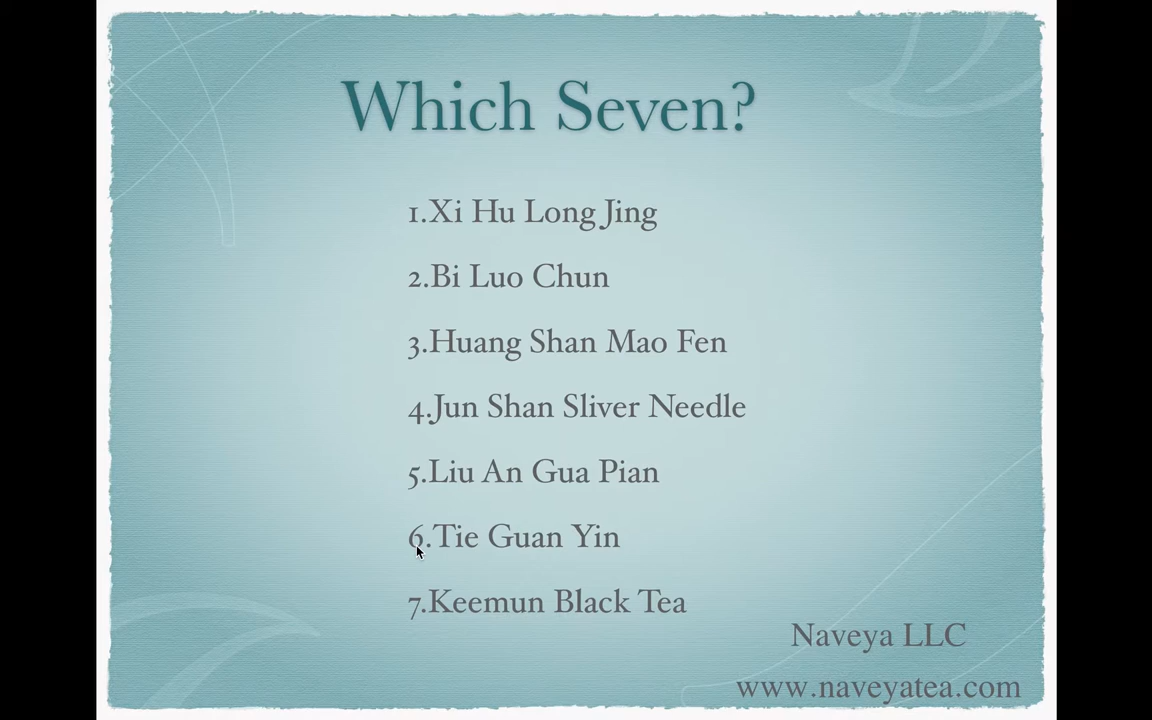 Which Seven?
1.Xi Hu Long Jing
2.Bi Luo Chun
3.Huang Shan Mao Fen
4.Jun Shan Sliver Needle
5.Liu An Gua Pian
6.Tie Guan Yin
7.Keemun Black Tea
Naveya LLC
www.naveyatea.com